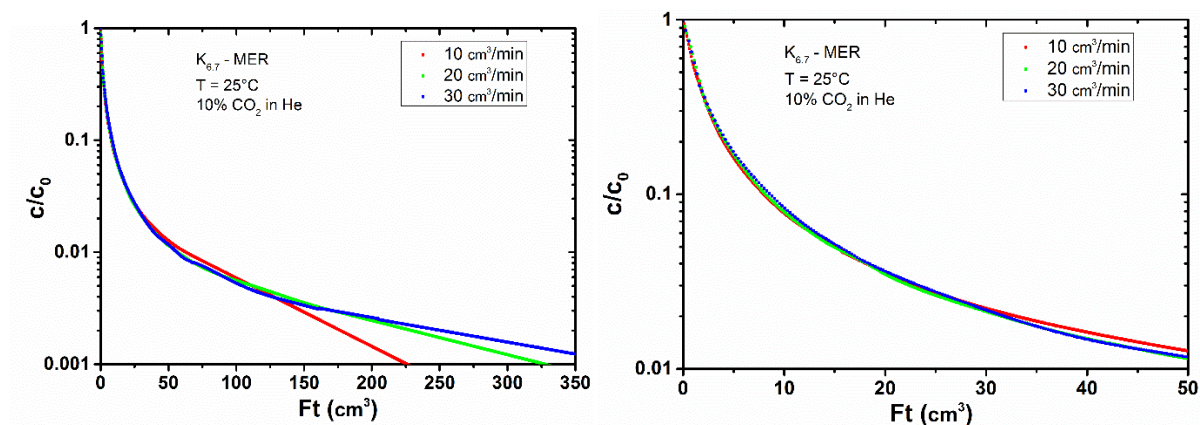 1
0.1
0.01
0.001
c/c₀
K₆.₇ - MER
T = 25°C
10% CO₂ in He
10 cm³/min
20 cm³/min
30 cm³/min
0 50 100 150 200 250 300 350
Ft (cm³)
1
0.1
0.01
c/c₀
K₆.₇ - MER
T = 25°C
10% CO₂ in He
10 cm³/min
20 cm³/min
30 cm³/min
0 10 20 30 40 50
Ft (cm³)